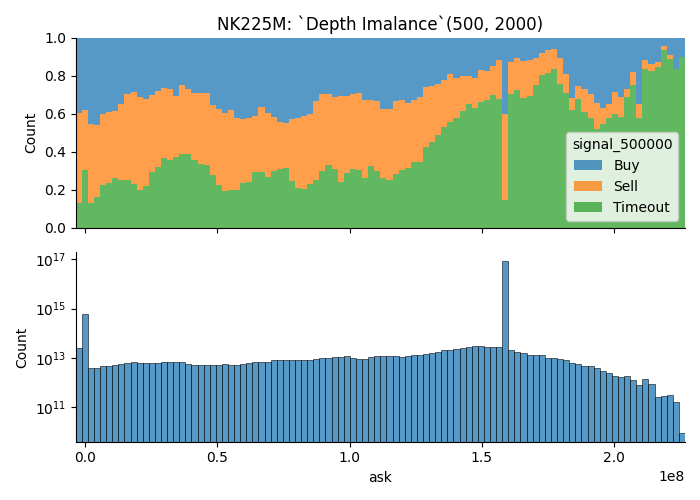 NK225M: `Depth Imalance`(500, 2000)
1.0
0.8
0.6
0.4
0.2
0.0
Count
signal_500000
Buy
Sell
Timeout
10^17
10^15
10^13
10^11
Count
0.0 0.5 1.0 1.5 2.0
ask
1e8